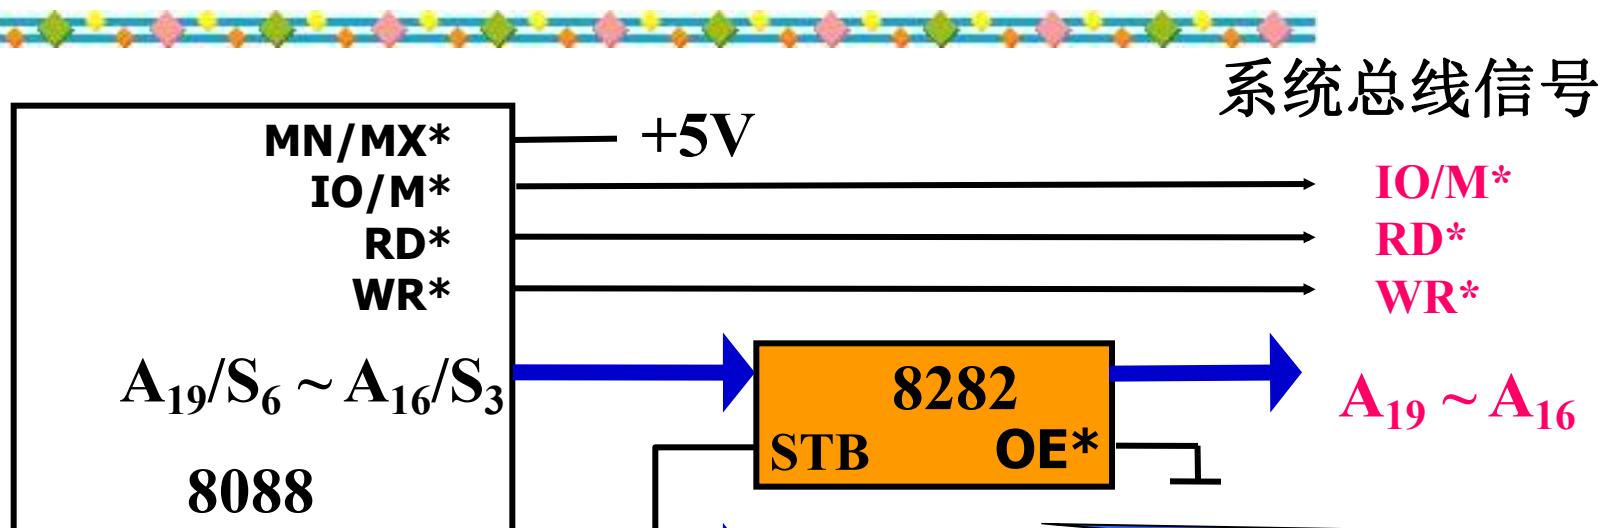 系统总线信号
MN/MX* +5V
IO/M* IO/M*
RD* RD*
WR* WR*
A19/S6 ~ A16/S3 8282 A19 ~ A16
STB OE*
8088